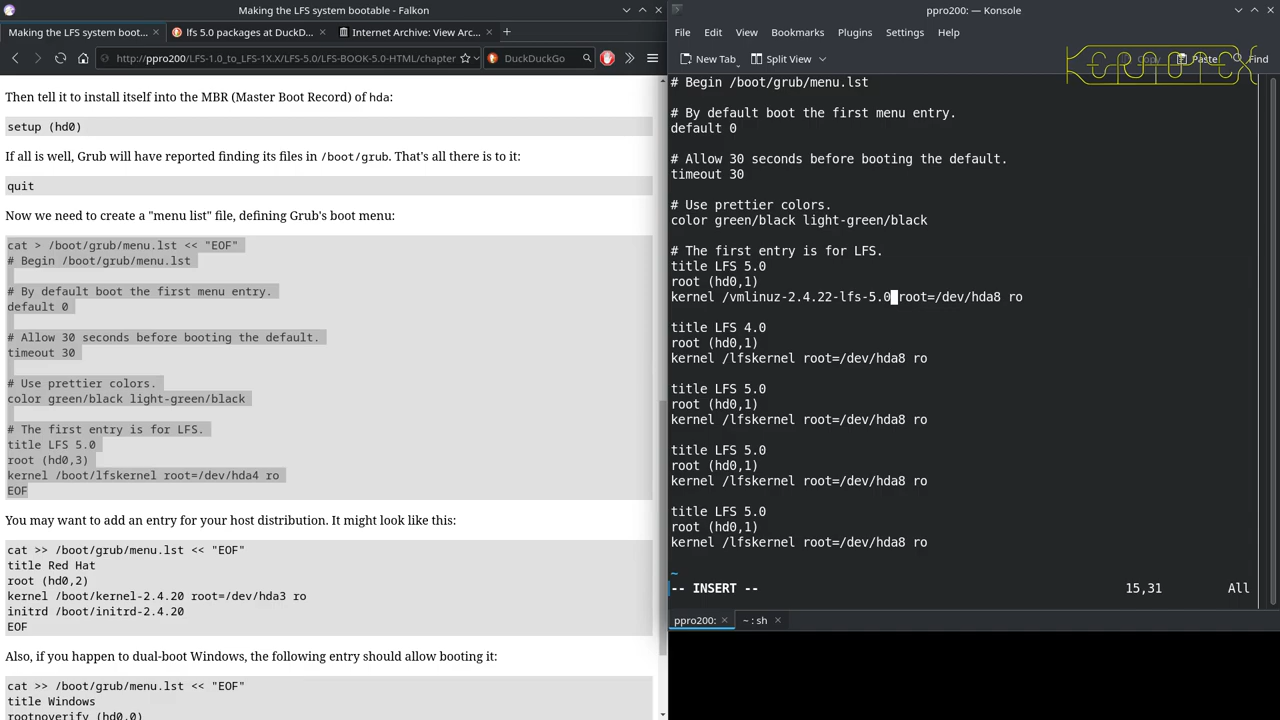 Making the LFS system bootable - Falkon
Making the LFS system boot...
lfs 5.0 packages at DuckD...
Internet Archive: View Arc...
http://ppro200/LFS-1.0_to_LFS-1X.X/LFS-5.0/LFS-BOOK-5.0-HTML/chapter
DuckDuckGo
Then tell it to install itself into the MBR (Master Boot Record) of hda:
setup (hd0)
If all is well, Grub will have reported finding its files in /boot/grub. That's all there is to it:
quit
Now we need to create a "menu list" file, defining Grub's boot menu:
cat > /boot/grub/menu.lst << "EOF"
# Begin /boot/grub/menu.lst
# By default boot the first menu entry.
default 0
# Allow 30 seconds before booting the default.
timeout 30
# Use prettier colors.
color green/black light-green/black
# The first entry is for LFS.
title LFS 5.0
root (hd0,3)
kernel /boot/lfskernel root=/dev/hda4 ro
EOF
You may want to add an entry for your host distribution. It might look like this:
cat >> /boot/grub/menu.lst << "EOF"
title Red Hat
root (hd0,2)
kernel /boot/kernel-2.4.20 root=/dev/hda3 ro
initrd /boot/initrd-2.4.20
EOF
Also, if you happen to dual-boot Windows, the following entry should allow booting it:
cat >> /boot/grub/menu.lst << "EOF"
title Windows
rootnoverify (hd0,0)
ppro200: — Konsole
File Edit View Bookmarks Plugins Settings Help
New Tab Split View Copy Paste Find
# Begin /boot/grub/menu.lst
# By default boot the first menu entry.
default 0
# Allow 30 seconds before booting the default.
timeout 30
# Use prettier colors.
color green/black light-green/black
# The first entry is for LFS.
title LFS 5.0
root (hd0,1)
kernel /vmlinuz-2.4.22-lfs-5.0 root=/dev/hda8 ro
title LFS 4.0
root (hd0,1)
kernel /lfskernel root=/dev/hda8 ro
title LFS 5.0
root (hd0,1)
kernel /lfskernel root=/dev/hda8 ro
title LFS 5.0
root (hd0,1)
kernel /lfskernel root=/dev/hda8 ro
title LFS 5.0
root (hd0,1)
kernel /lfskernel root=/dev/hda8 ro
~
-- INSERT -- 15,31 All
ppro200:
~ : sh